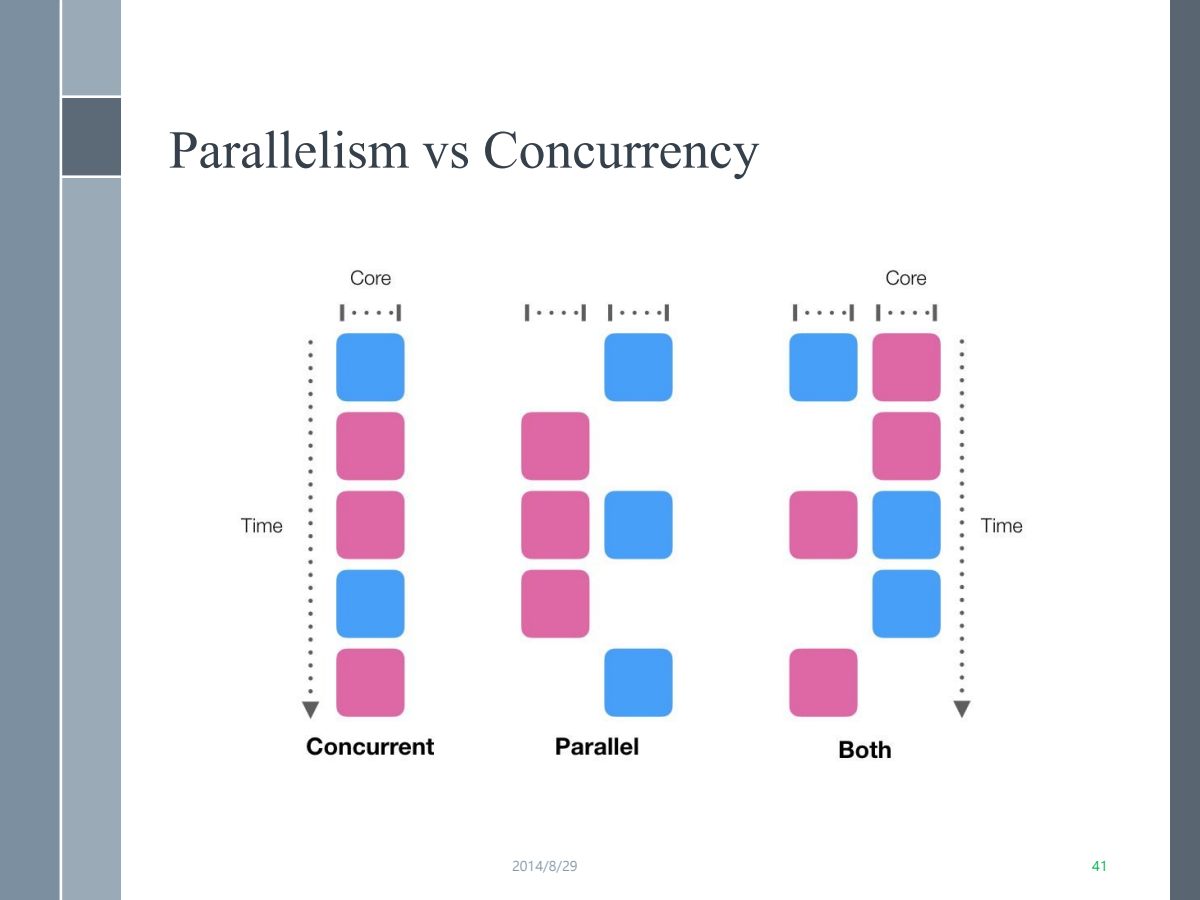 Parallelism vs Concurrency
Core
Core
Time
Time
Concurrent
Parallel
Both
2014/8/29
41